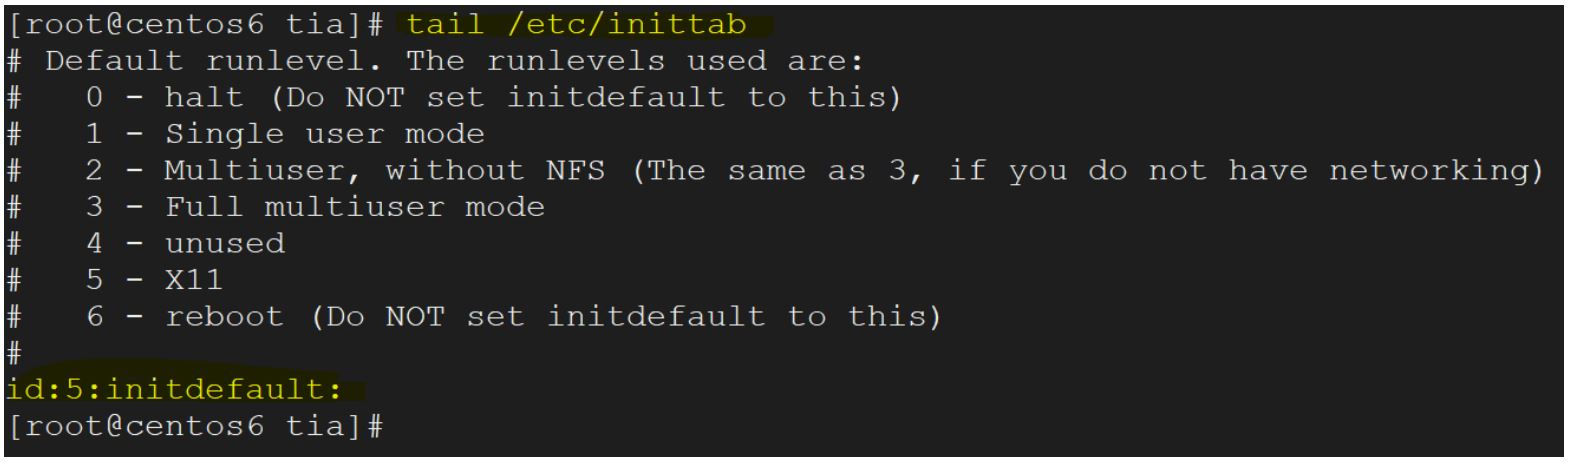 [root@centos6 tia]# tail /etc/inittab
# Default runlevel. The runlevels used are:
#   0 - halt (Do NOT set initdefault to this)
#   1 - Single user mode
#   2 - Multiuser, without NFS (The same as 3, if you do not have networking)
#   3 - Full multiuser mode
#   4 - unused
#   5 - X11
#   6 - reboot (Do NOT set initdefault to this)
#
id:5:initdefault:
[root@centos6 tia]#